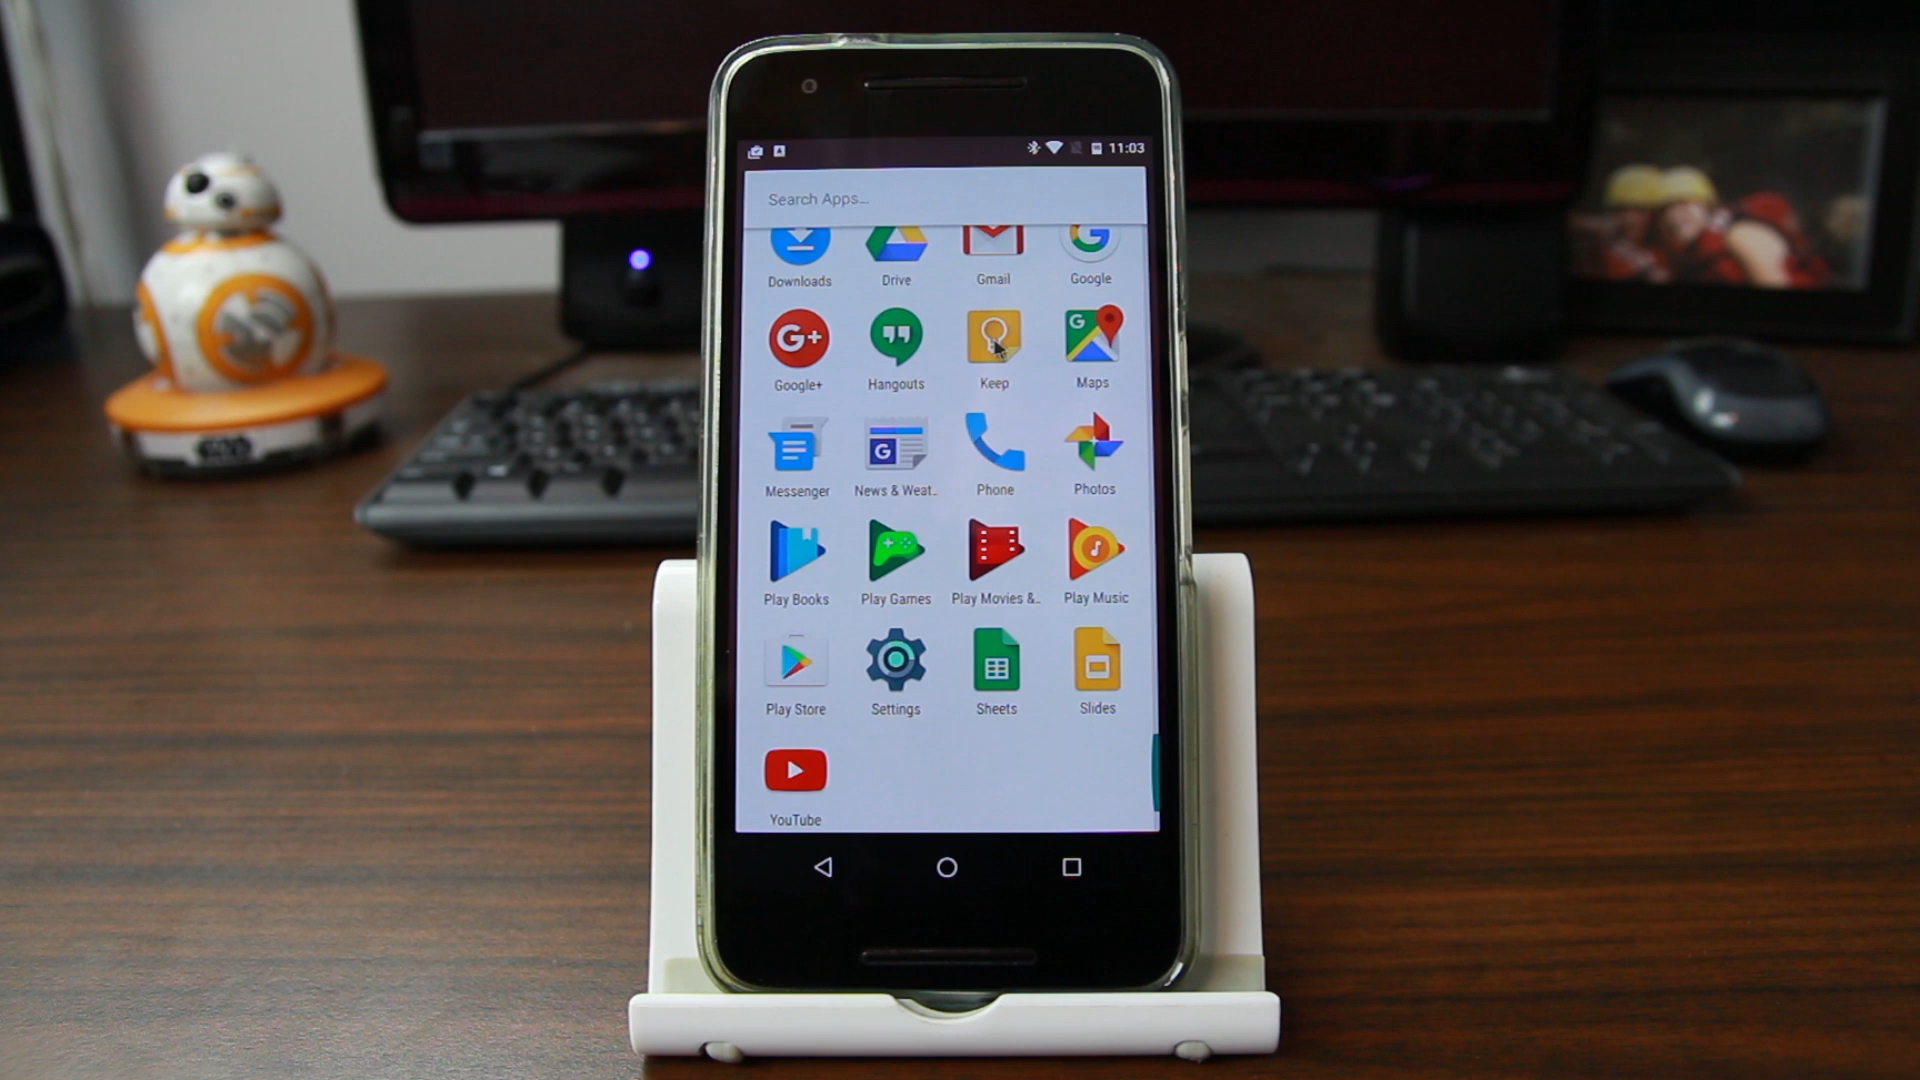 11:03
Search Apps...
Downloads Drive Gmail Google
G+ G
Google+ Hangouts Keep Maps
G
Messenger News & Weat.. Phone Photos
Play Books Play Games Play Movies &.. Play Music
Play Store Settings Sheets Slides
YouTube